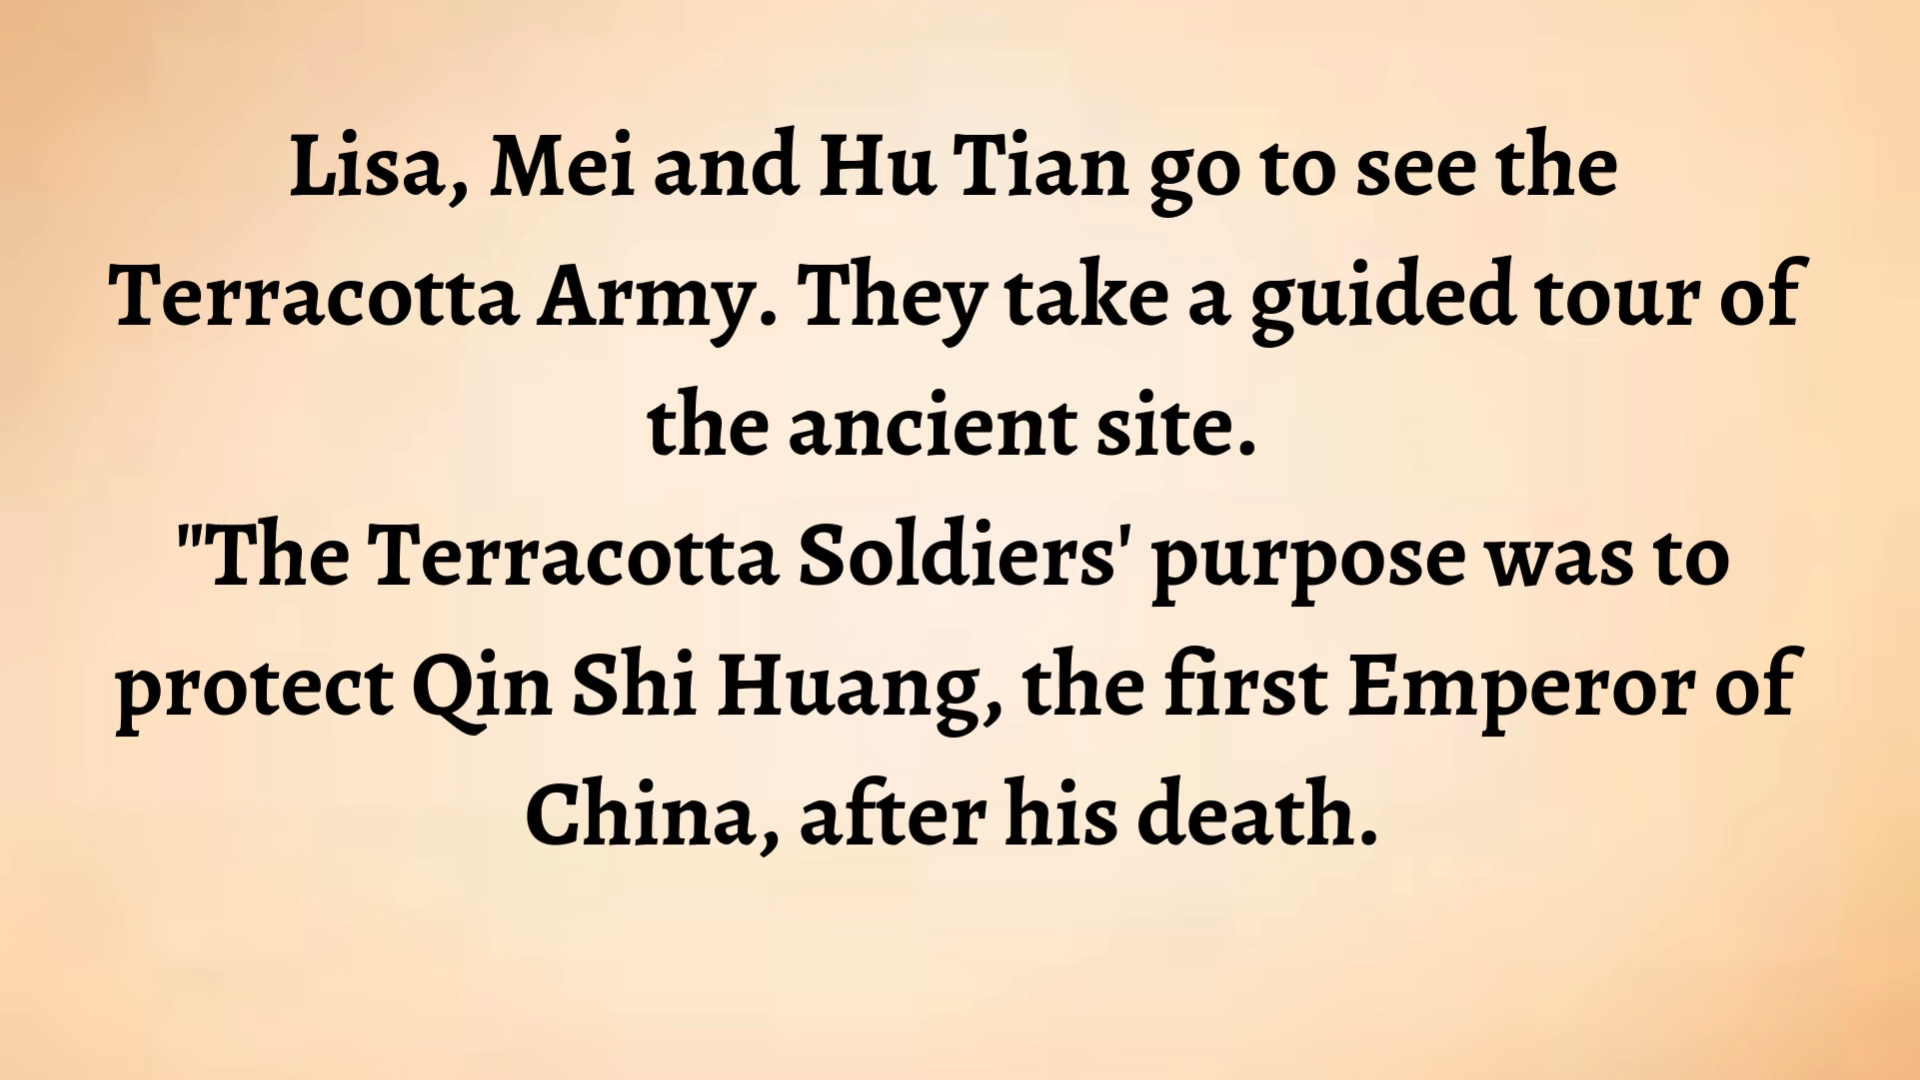 Lisa, Mei and Hu Tian go to see the
Terracotta Army. They take a guided tour of
the ancient site.
"The Terracotta Soldiers' purpose was to
protect Qin Shi Huang, the first Emperor of
China, after his death.